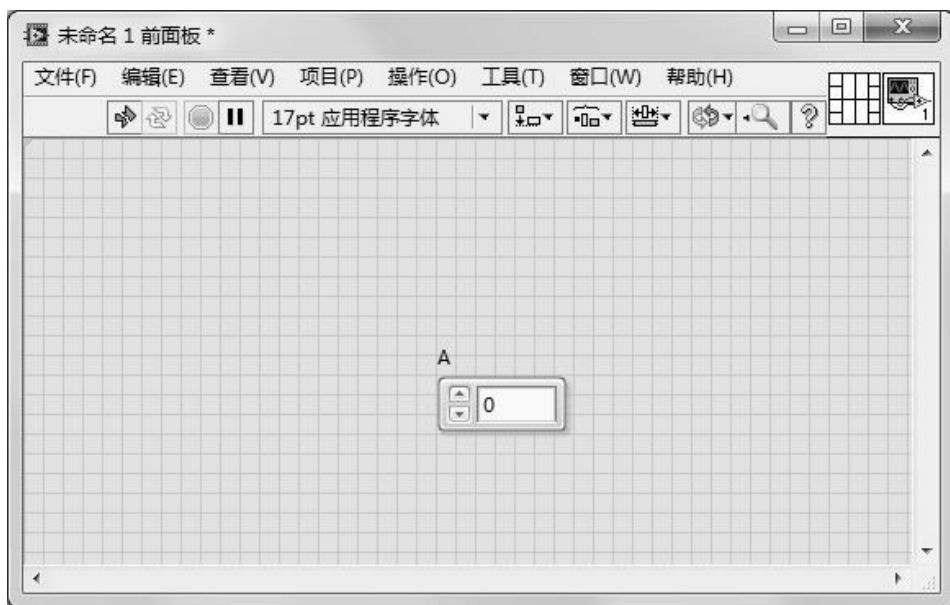 未命名 1 前面板 *
文件(F) 编辑(E) 查看(V) 项目(P) 操作(O) 工具(T) 窗口(W) 帮助(H)
17pt 应用程序字体
1
A
0